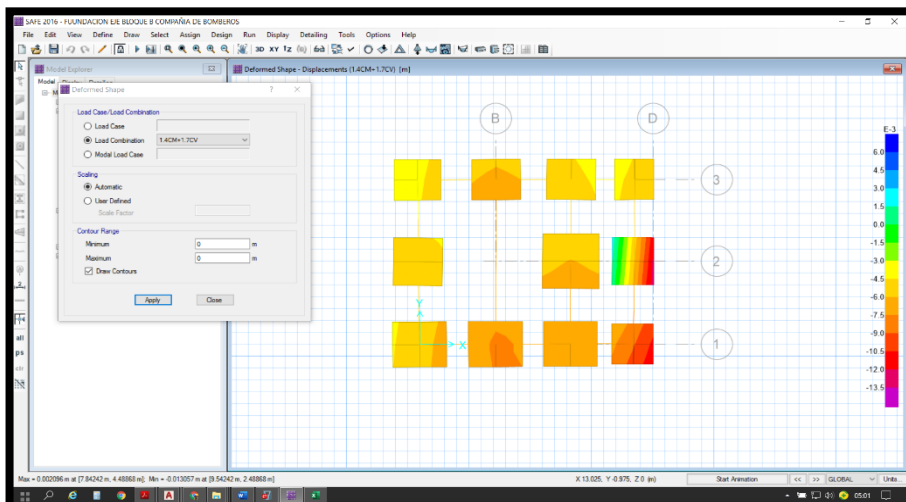 SAFE 2016 - FUUNDACION EJE BLOQUE B COMPAÑIA DE BOMBEROS
File Edit View Define Draw Select Assign Design Run Display Detailing Tools Options Help
3D XY
Model Explorer
Deformed Shape - Displacements (1.4CM+1.7CV) [m]
Deformed Shape
Load Case/Load Combination
Load Case
Load Combination 1.4CM+1.7CV
Modal Load Case
Scaling
Automatic
User Defined
Scale Factor
Contour Range
Minimum 0 m
Maximum 0 m
Draw Contours
Apply Close
B D
3
2
1
Y
X
E-3
6.0
4.5
3.0
1.5
0.0
-1.5
-3.0
-4.5
-6.0
-7.5
-9.0
-10.5
-12.0
-13.5
all
ps
clr
Max = 0.002096 m at [7.84242 m, 4.48868 m]; Min = -0.013057 m at [9.54242 m, 2.48868 m]
X 13.025, Y -0.975, Z 0 (m) Start Animation << >> GLOBAL Units...
05:01